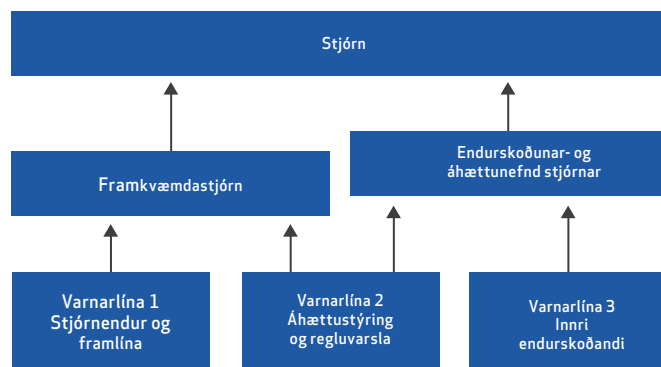 Stjórn
Framkvæmdastjórn
Endurskoðunar- og
áhættunefnd stjórnar
Varnarlína 1
Stjórnendur og
framlína
Varnarlína 2
Áhættustýring
og regluvarsla
Varnarlína 3
Innri
endurskoðandi